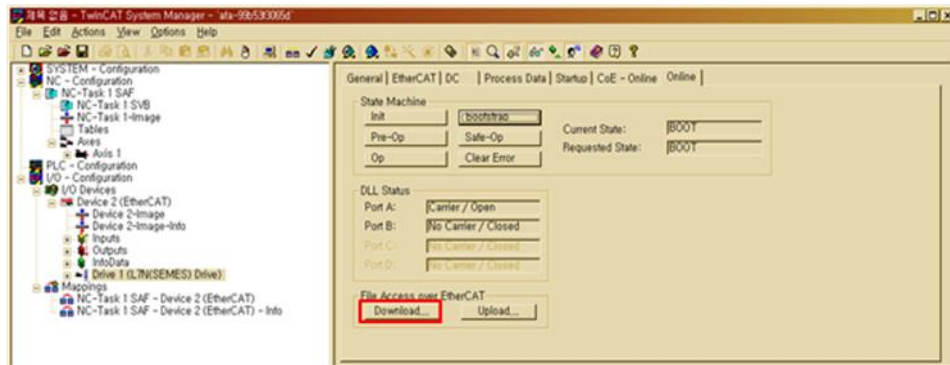 제목 없음 - TwinCAT System Manager - 'afa-99b53f3065d'
File Edit Actions View Options Help
SYSTEM - Configuration
NC - Configuration
NC-Task 1 SAF
NC-Task 1 SVB
NC-Task 1-Image
Tables
Axes
Axis 1
PLC - Configuration
I/O - Configuration
I/O Devices
Device 2 (EtherCAT)
Device 2-Image
Device 2-Image-Info
Inputs
Outputs
InfoData
Drive 1 (L7N(SEMES) Drive)
Mappings
NC-Task 1 SAF - Device 2 (EtherCAT)
NC-Task 1 SAF - Device 2 (EtherCAT) - Info
General EtherCAT DC Process Data Startup CoE - Online Online
State Machine
Init bootstrap
Pre-Op Safe-Op
Op Clear Error
Current State: BOOT
Requested State: BOOT
DLL Status
Port A: Carrier / Open
Port B: No Carrier / Closed
Port C: No Carrier / Closed
Port D: No Carrier / Closed
File Access over EtherCAT
Download... Upload...